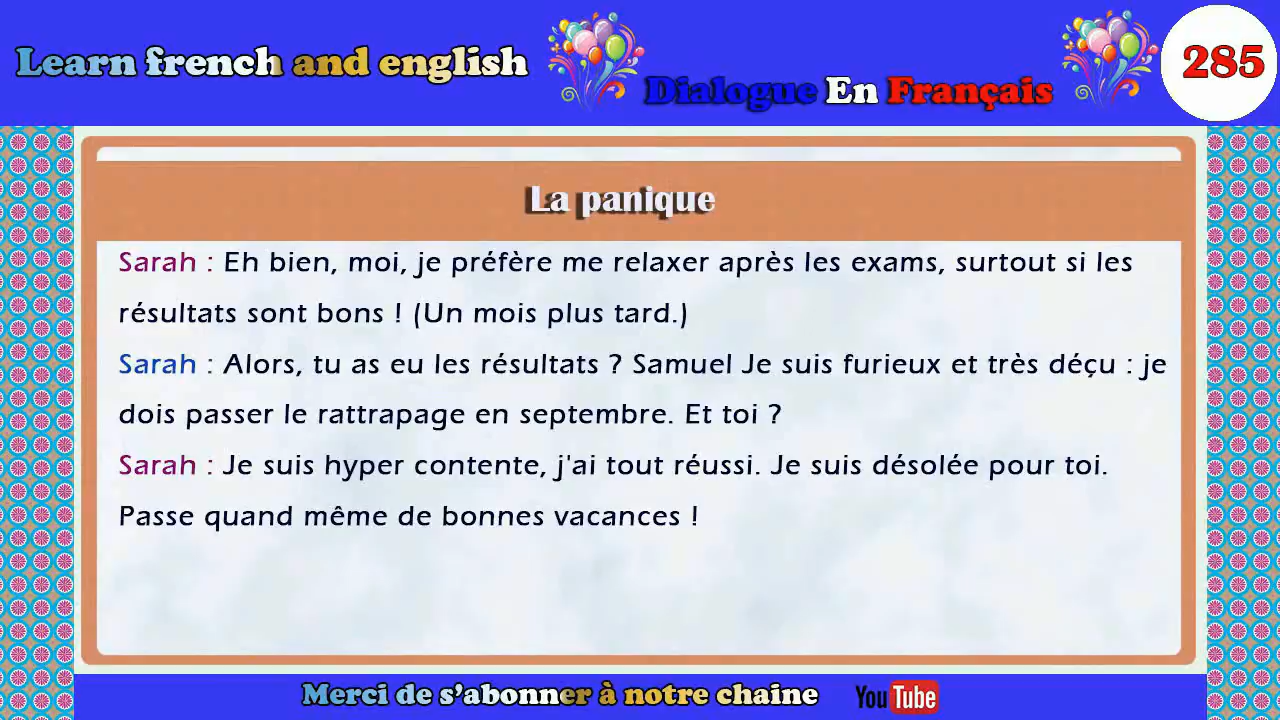 Learn french and english
Dialogue En Français
285
La panique
Sarah : Eh bien, moi, je préfère me relaxer après les exams, surtout si les
résultats sont bons ! (Un mois plus tard.)
Sarah : Alors, tu as eu les résultats ? Samuel Je suis furieux et très déçu : je
dois passer le rattrapage en septembre. Et toi ?
Sarah : Je suis hyper contente, j'ai tout réussi. Je suis désolée pour toi.
Passe quand même de bonnes vacances !
Merci de s'abonner à notre chaine
YouTube